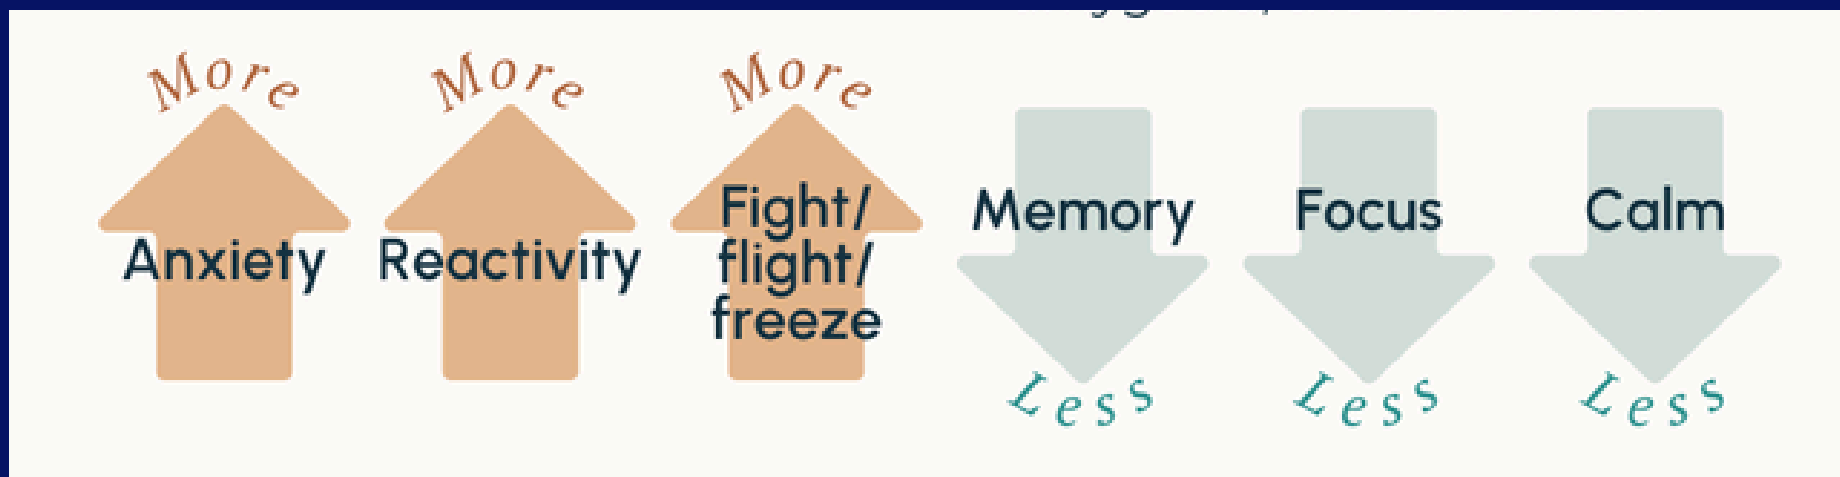 More
Anxiety
More
Reactivity
More
Fight/
flight/
freeze
Memory
Less
Focus
Less
Calm
Less